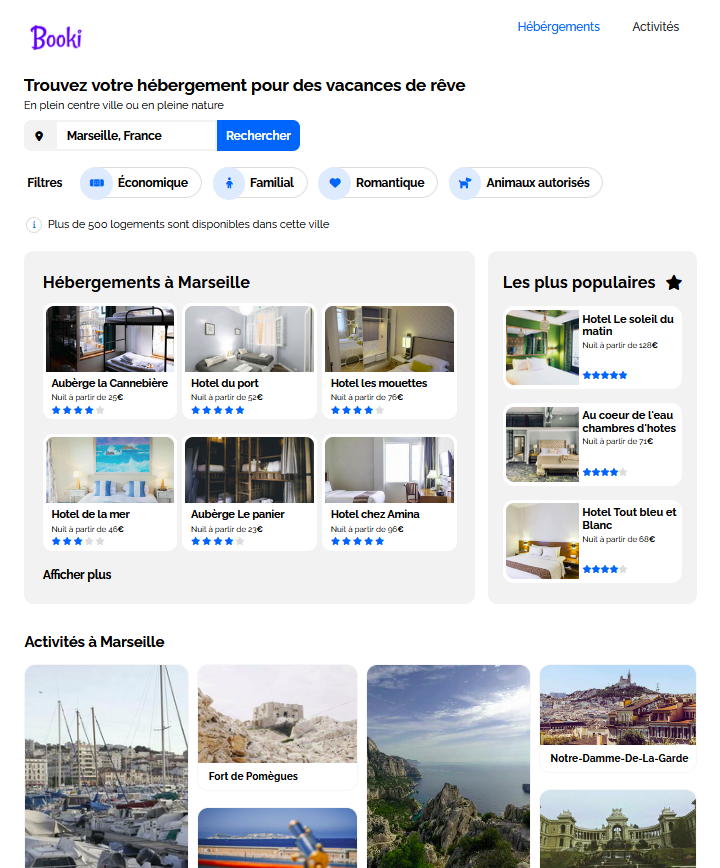 Booki
Hébergements
Activités
Trouvez votre hébergement pour des vacances de rêve
En plein centre ville ou en pleine nature
Marseille, France
Rechercher
Filtres
Économique
Familial
Romantique
Animaux autorisés
Plus de 500 logements sont disponibles dans cette ville
Hébergements à Marseille
Aubèrge la Cannebière
Nuit à partir de 25€
Hotel du port
Nuit à partir de 52€
Hotel les mouettes
Nuit à partir de 76€
Hotel de la mer
Nuit à partir de 46€
Aubèrge Le panier
Nuit à partir de 23€
Hotel chez Amina
Nuit à partir de 96€
Afficher plus
Les plus populaires
Hotel Le soleil du
matin
Nuit à partir de 128€
Au coeur de l'eau
chambres d'hotes
Nuit à partir de 71€
Hotel Tout bleu et
Blanc
Nuit à partir de 68€
Activités à Marseille
Fort de Pomègues
Notre-Damme-De-La-Garde